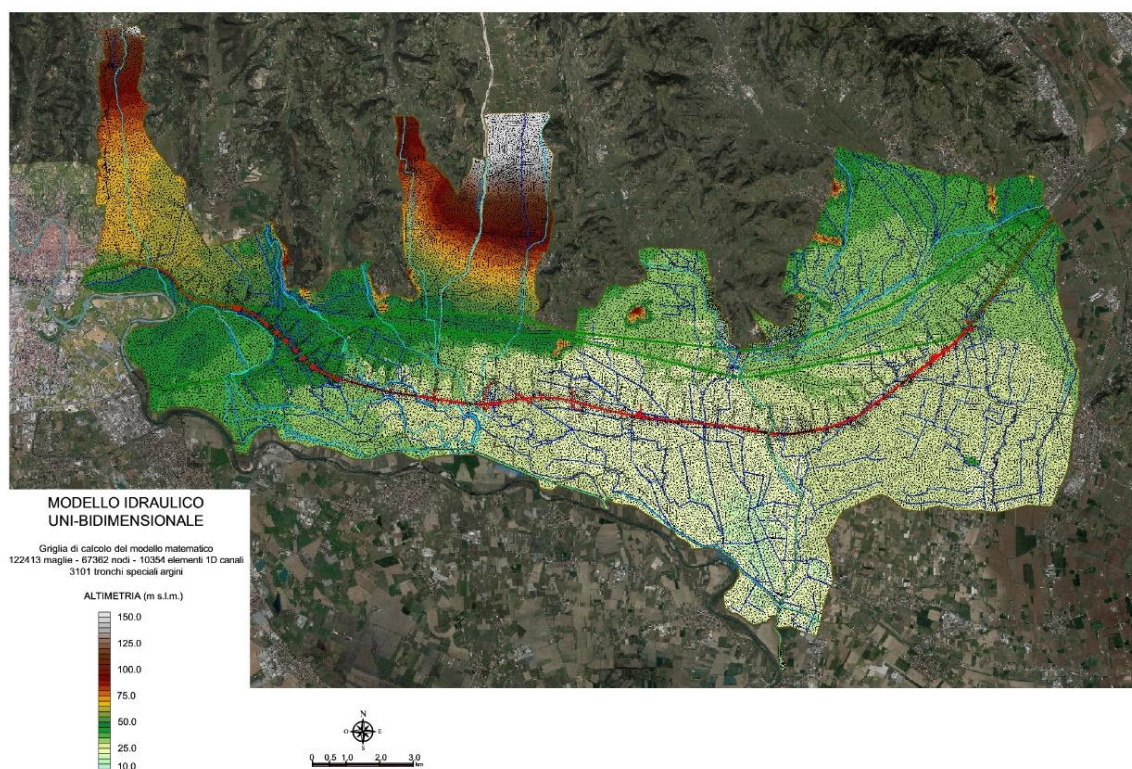 MODELLO IDRAULICO
UNI-BIDIMENSIONALE
Griglia di calcolo del modello matematico
122413 maglie - 67362 nodi - 10354 elementi 1D canali
3101 tronchi speciali argini
ALTIMETRIA (m s.l.m.)
150.0
125.0
100.0
75.0
50.0
25.0
10.0
N
O E
S
0 0.5 1.0 2.0 3.0
km